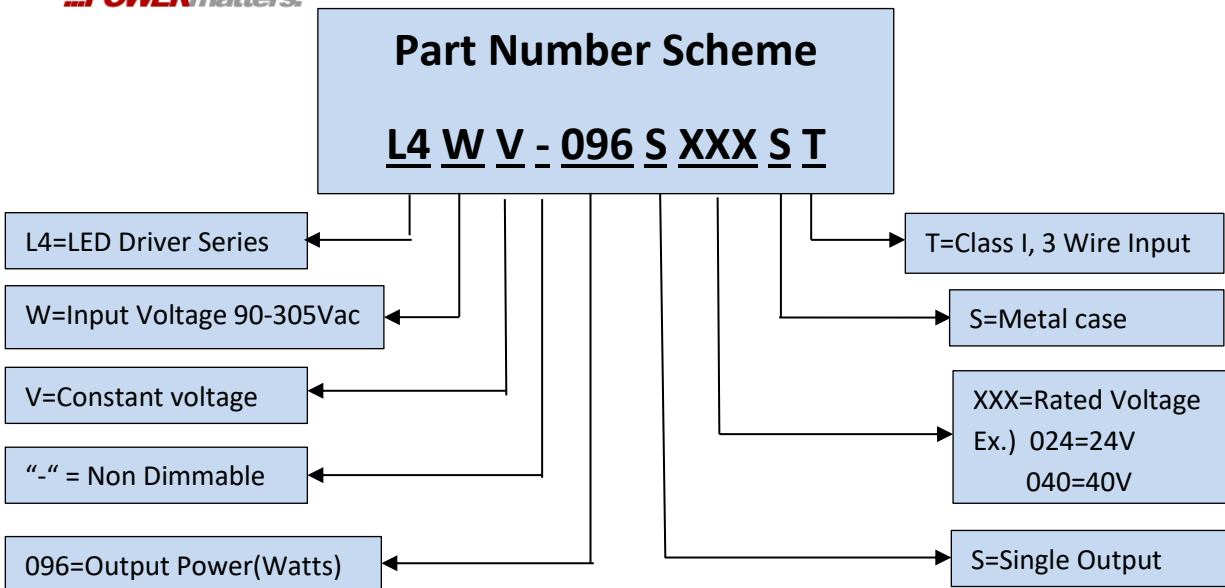 ...POWERmatters.
Part Number Scheme
L4 W V - 096 S XXX S T
L4=LED Driver Series
T=Class I, 3 Wire Input
W=Input Voltage 90-305Vac
S=Metal case
V=Constant voltage
XXX=Rated Voltage
Ex.) 024=24V
040=40V
“-“ = Non Dimmable
096=Output Power(Watts)
S=Single Output